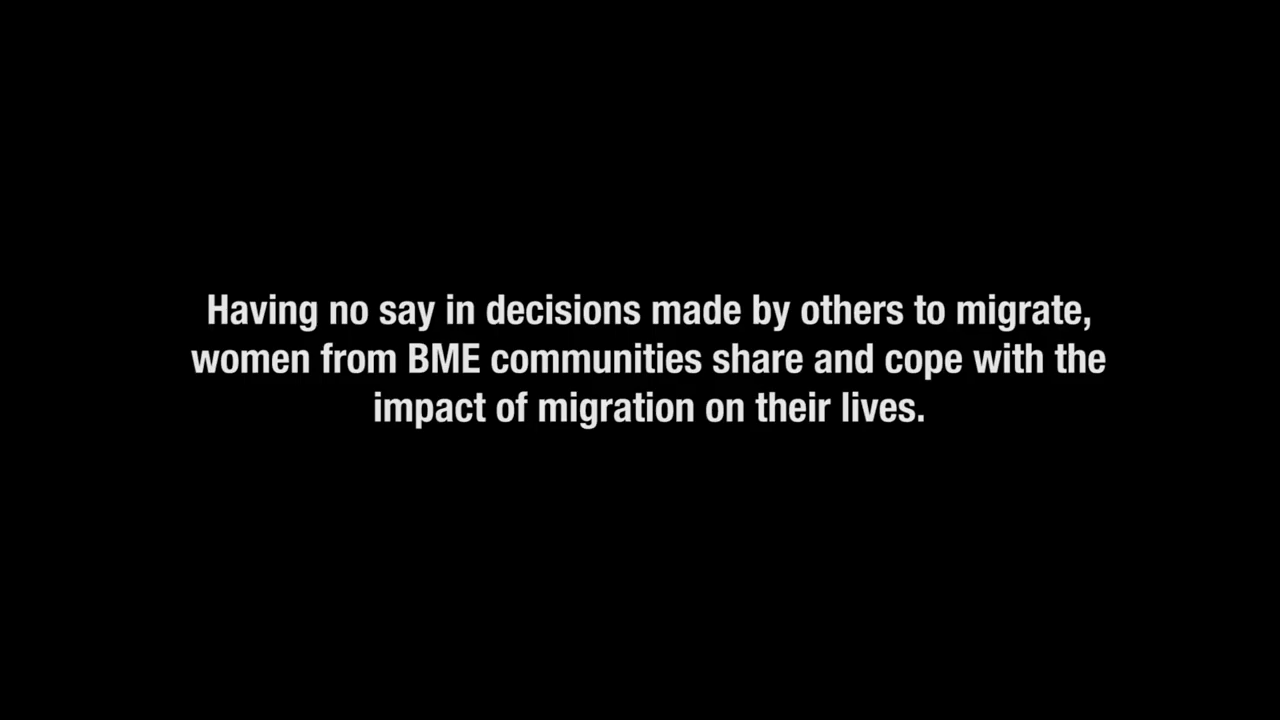 Having no say in decisions made by others to migrate,
women from BME communities share and cope with the
impact of migration on their lives.